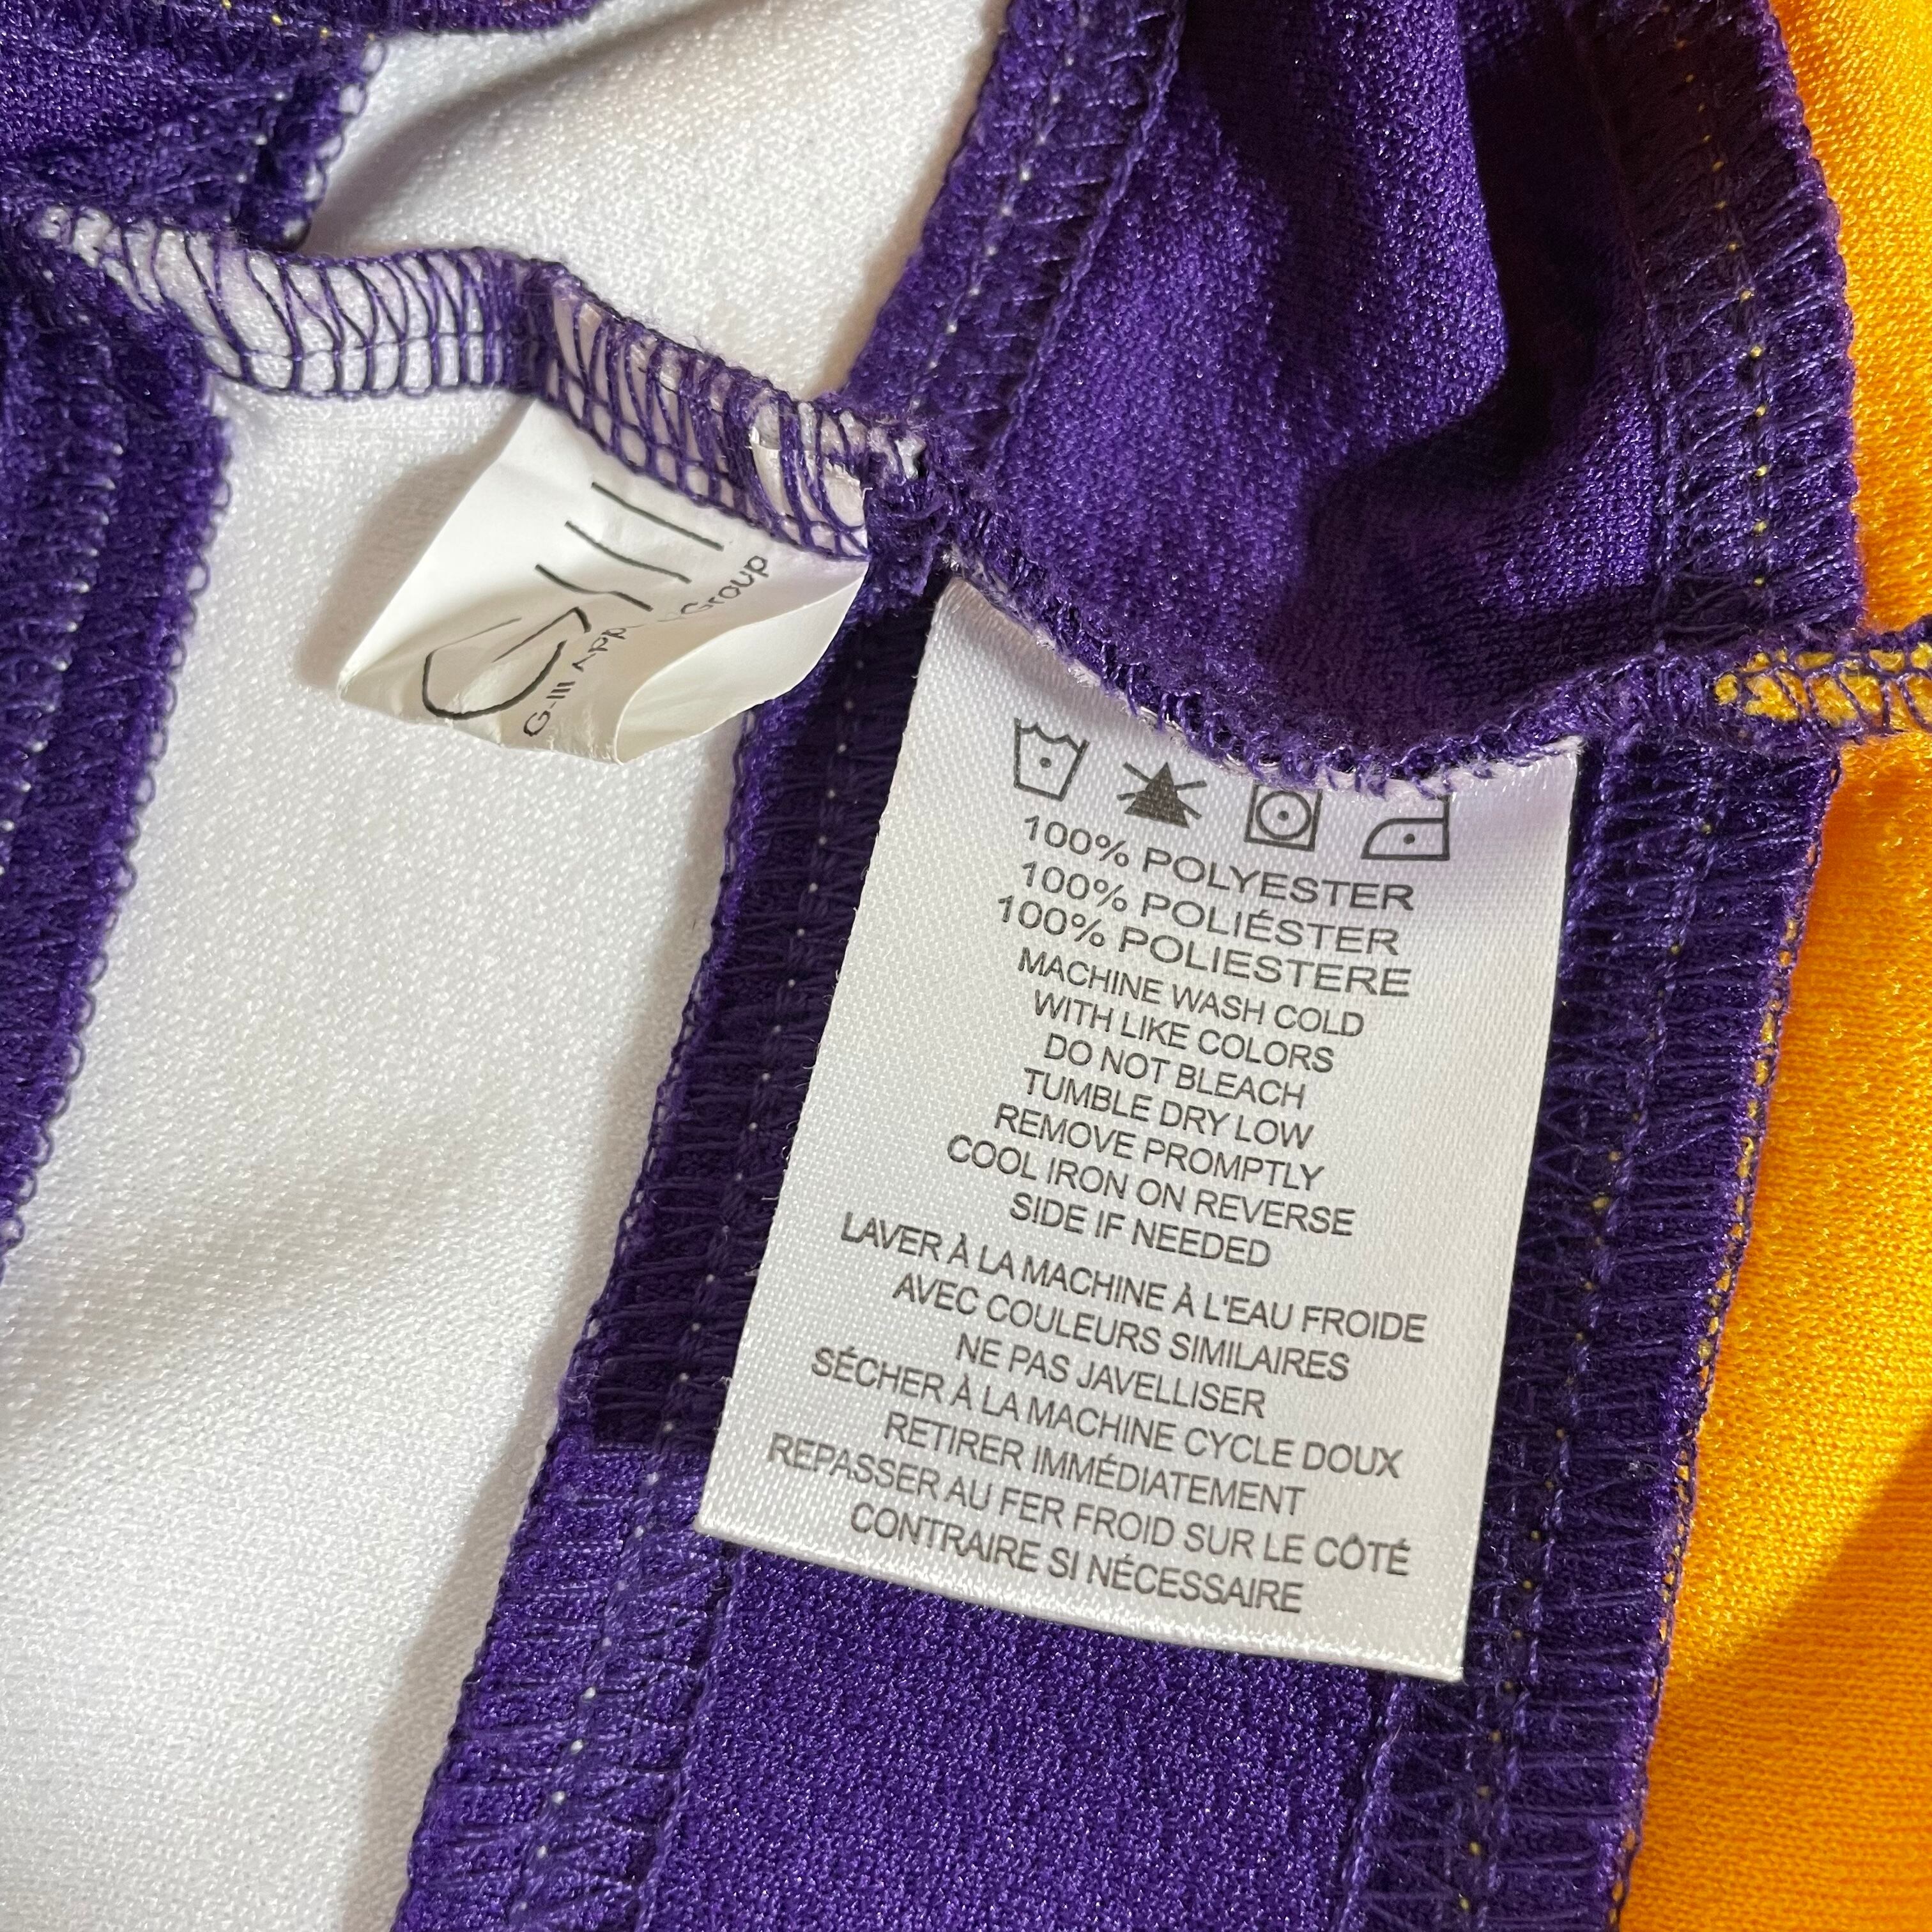 G-III App Group
100% POLYESTER
100% POLIÉSTER
100% POLIESTERE
MACHINE WASH COLD
WITH LIKE COLORS
DO NOT BLEACH
TUMBLE DRY LOW
REMOVE PROMPTLY
COOL IRON ON REVERSE
SIDE IF NEEDED
LAVER À LA MACHINE À L'EAU FROIDE
AVEC COULEURS SIMILAIRES
NE PAS JAVELLISER
SÉCHER À LA MACHINE CYCLE DOUX
RETIRER IMMÉDIATEMENT
REPASSER AU FER FROID SUR LE CÔTÉ
CONTRAIRE SI NÉCESSAIRE